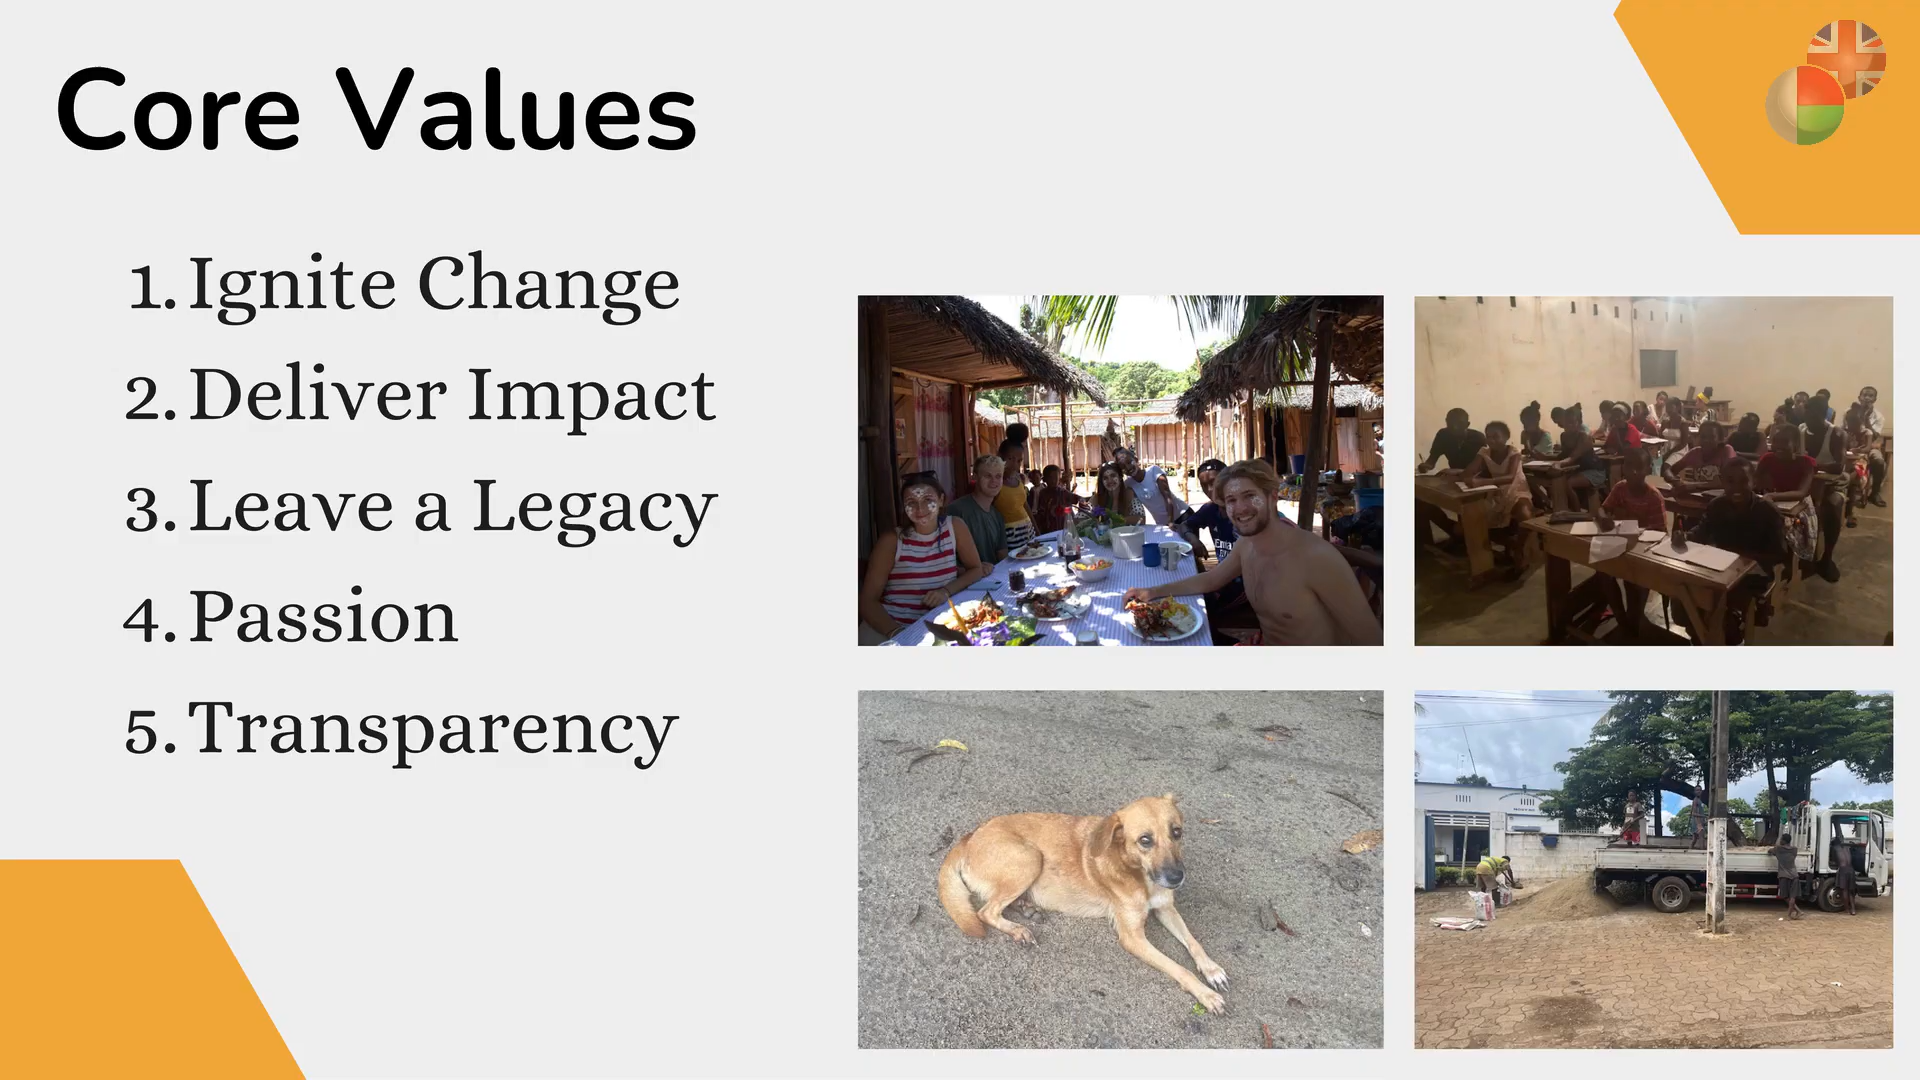 Core Values
1. Ignite Change
2. Deliver Impact
3. Leave a Legacy
4. Passion
5. Transparency